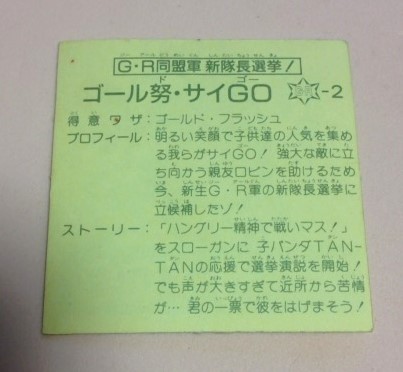 G・R同盟軍 新隊長選挙!
ゴール努・サイGO -2
得意ワザ:ゴールド・フラッシュ
プロフィール:明るい笑顔で子供達の人気を集め
る我らがサイGO! 強大な敵に立
ち向かう親友ロビンを助けるため
今、新生G・R軍の新隊長選挙に
立候補したゾ!
ストーリー:「ハングリー精神で戦いマス!」
をスローガンに 子パンダTAN-
TANの応援で選挙演説を開始!
でも声が大きすぎて近所から苦情
が… 君の一票で彼をはげまそう!